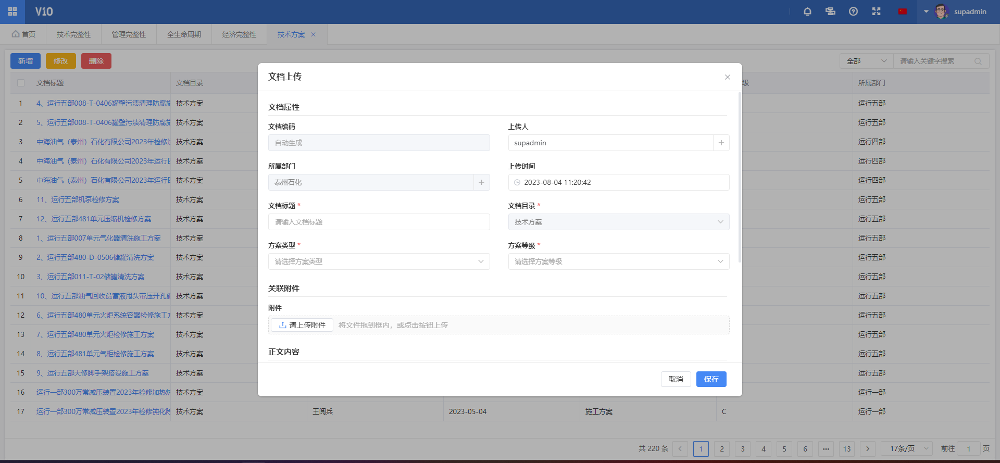 V10
supadmin
首页
技术完整性
管理完整性
全生命周期
经济完整性
技术方案
新增
修改
删除
全部
请输入关键字搜索
文档标题
文档目录
级
所属部门
1 4、运行五部008-T-0406罐壁污渍清理防腐施 技术方案 运行五部
2 5、运行五部008-T-0406罐壁污渍清理防腐施 技术方案 运行五部
3 中海油气（泰州）石化有限公司2023年检修运 技术方案 运行四部
4 中海油气（泰州）石化有限公司2023年运行四 技术方案 运行四部
5 中海油气（泰州）石化有限公司2023年运行四 技术方案 运行四部
6 11、运行五部机泵检修方案 技术方案 运行五部
7 12、运行五部481单元压缩机检修方案 技术方案 运行五部
8 1、运行五部007单元气化器清洗施工方案 技术方案 运行五部
9 2、运行五部480-D-0506储罐清洗方案 技术方案 运行五部
10 3、运行五部011-T-02储罐清洗方案 技术方案 运行五部
11 10、运行五部油气回收贫富液甩头带压开孔施 技术方案 运行五部
12 6、运行五部480单元火炬系统容器检修施工方 技术方案 运行五部
13 7、运行五部480单元火炬检修施工方案 技术方案 运行五部
14 8、运行五部481单元气柜检修施工方案 技术方案 运行五部
15 9、运行五部大修脚手架搭设施工方案 技术方案 运行五部
16 运行一部300万常减压装置2023年检修加热炉 技术方案 运行一部
17 运行一部300万常减压装置2023年检修钝化除 技术方案 王阅兵 2023-05-04 施工方案 C 运行一部
文档上传
文档属性
文档编码
自动生成
上传人
supadmin
所属部门
泰州石化
上传时间
2023-08-04 11:20:42
文档标题 *
请输入文档标题
文档目录 *
技术方案
方案类型 *
请选择方案类型
方案等级 *
请选择方案等级
关联附件
附件
请上传附件
将文件拖到框内，或点击按钮上传
正文内容
取消
保存
共 220 条 1 2 3 4 5 6 ••• 13 17条/页 前往 1 页